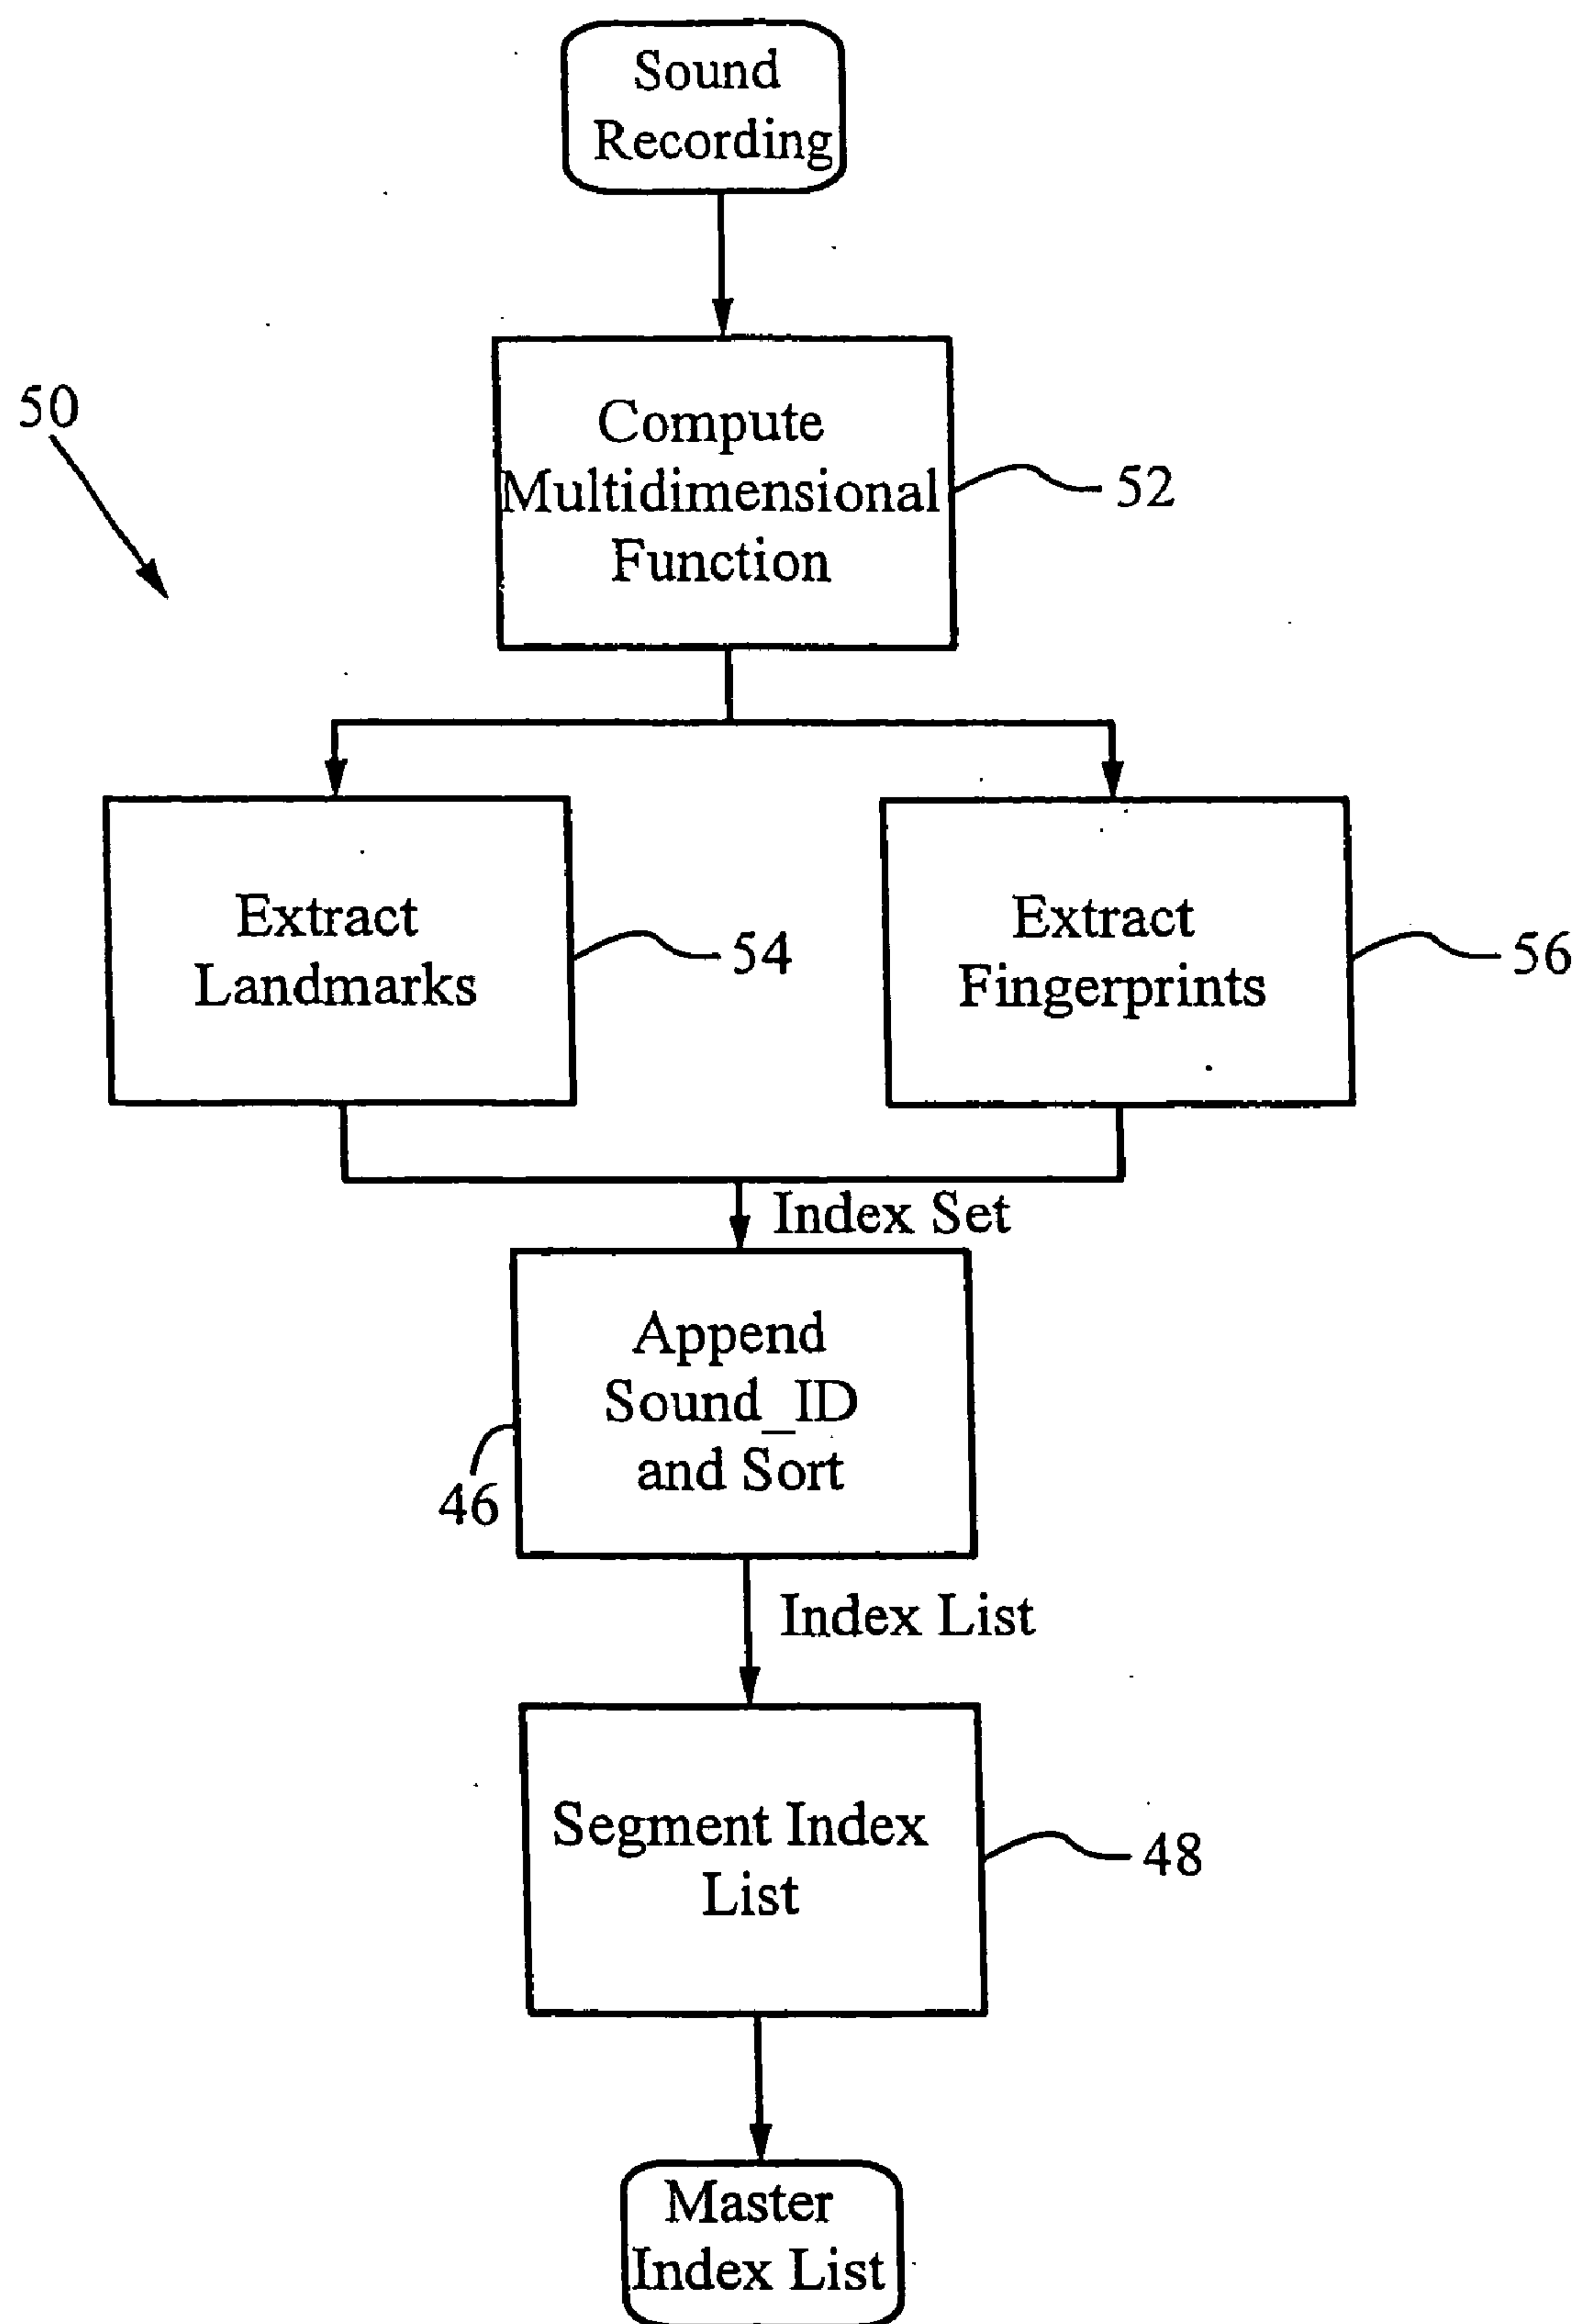 Sound
Recording
50
Compute
Multidimensional
Function
52
Extract
Landmarks
54
Extract
Fingerprints
56
Index Set
Append
Sound_ID
and Sort
46
Index List
Segment Index
List
48
Master
Index List